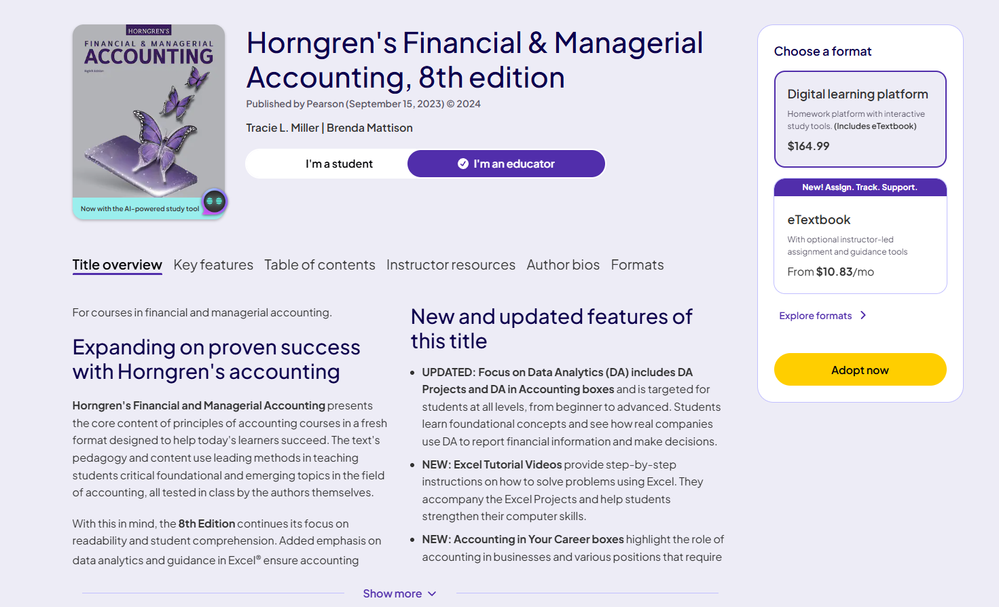 HORNGREN'S
FINANCIAL & MANAGERIAL
ACCOUNTING
Eighth Edition
Now with the AI-powered study tool
Horngren's Financial & Managerial
Accounting, 8th edition
Published by Pearson (September 15, 2023) © 2024
Tracie L. Miller | Brenda Mattison
I'm a student
I'm an educator
Title overview
Key features
Table of contents
Instructor resources
Author bios
Formats
For courses in financial and managerial accounting.
Expanding on proven success
with Horngren's accounting
Horngren's Financial and Managerial Accounting presents
the core content of principles of accounting courses in a fresh
format designed to help today's learners succeed. The text's
pedagogy and content use leading methods in teaching
students critical foundational and emerging topics in the field
of accounting, all tested in class by the authors themselves.
With this in mind, the 8th Edition continues its focus on
readability and student comprehension. Added emphasis on
data analytics and guidance in Excel® ensure accounting
New and updated features of
this title
• UPDATED: Focus on Data Analytics (DA) includes DA
Projects and DA in Accounting boxes and is targeted for
students at all levels, from beginner to advanced. Students
learn foundational concepts and see how real companies
use DA to report financial information and make decisions.
• NEW: Excel Tutorial Videos provide step-by-step
instructions on how to solve problems using Excel. They
accompany the Excel Projects and help students
strengthen their computer skills.
• NEW: Accounting in Your Career boxes highlight the role of
accounting in businesses and various positions that require
Show more
Choose a format
Digital learning platform
Homework platform with interactive
study tools. (Includes eTextbook)
$164.99
New! Assign. Track. Support.
eTextbook
With optional instructor-led
assignment and guidance tools
From $10.83/mo
Explore formats
Adopt now